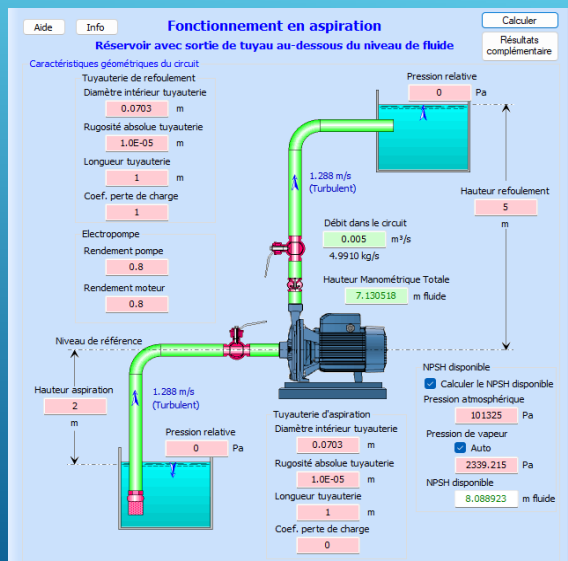 Aide
Info
Fonctionnement en aspiration
Calculer
Réservoir avec sortie de tuyau au-dessous du niveau de fluide
Résultats
complémentaire
Caractéristiques géométriques du circuit
Tuyauterie de refoulement
Diamètre intérieur tuyauterie
0.0703 m
Rugosité absolue tuyauterie
1.0E-05 m
Longueur tuyauterie
1 m
Coef. perte de charge
1
Electropompe
Rendement pompe
0.8
Rendement moteur
0.8
Pression relative
0 Pa
1.288 m/s
(Turbulent)
Hauteur refoulement
5
m
Débit dans le circuit
0.005 m³/s
4.9910 kg/s
Hauteur Manométrique Totale
7.130518 m fluide
Niveau de référence
Hauteur aspiration
2
m
1.288 m/s
(Turbulent)
Pression relative
0 Pa
Tuyauterie d'aspiration
Diamètre intérieur tuyauterie
0.0703 m
Rugosité absolue tuyauterie
1.0E-05 m
Longueur tuyauterie
1 m
Coef. perte de charge
0
NPSH disponible
Calculer le NPSH disponible
Pression atmosphérique
101325 Pa
Pression de vapeur
Auto
2339.215 Pa
NPSH disponible
8.088923 m fluide